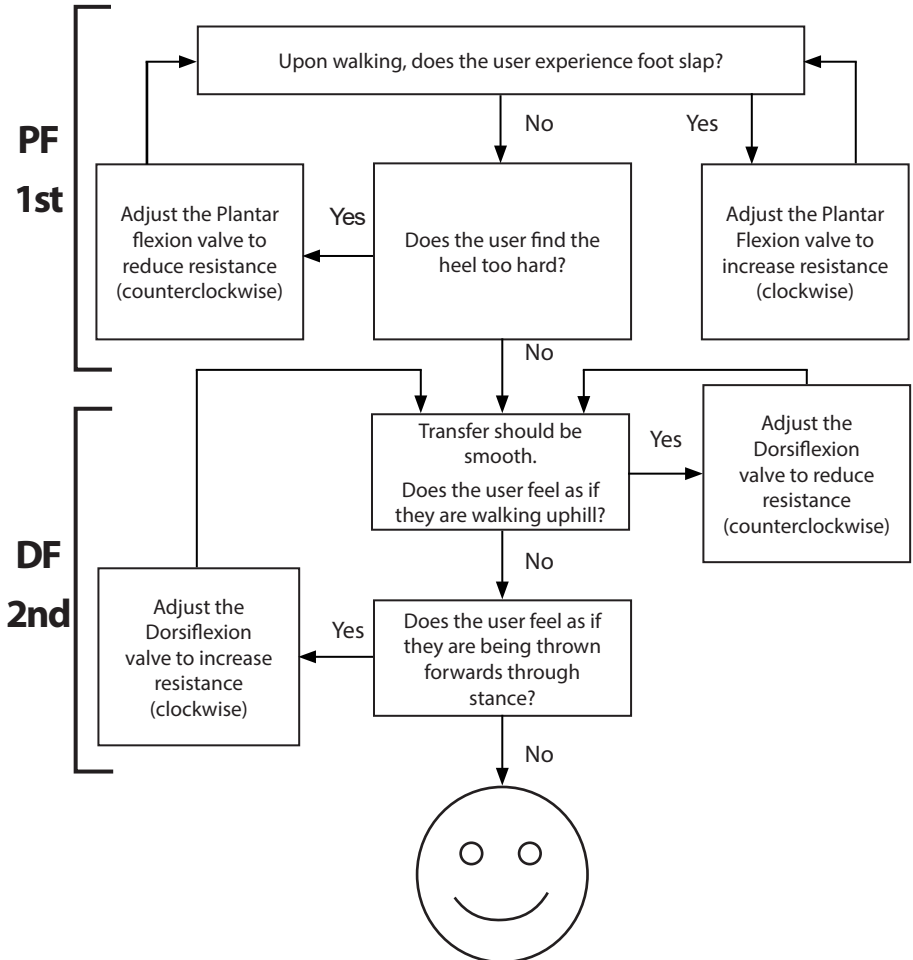 PF
1st
Upon walking, does the user experience foot slap?
No
Yes
Adjust the Plantar
flexion valve to
reduce resistance
(counterclockwise)
Yes
Does the user find the
heel too hard?
Adjust the Plantar
Flexion valve to
increase resistance
(clockwise)
No
DF
2nd
Transfer should be
smooth.
Does the user feel as if
they are walking uphill?
Yes
Adjust the
Dorsiflexion
valve to reduce
resistance
(counterclockwise)
No
Adjust the
Dorsiflexion
valve to increase
resistance
(clockwise)
Yes
Does the user feel as if
they are being thrown
forwards through
stance?
No